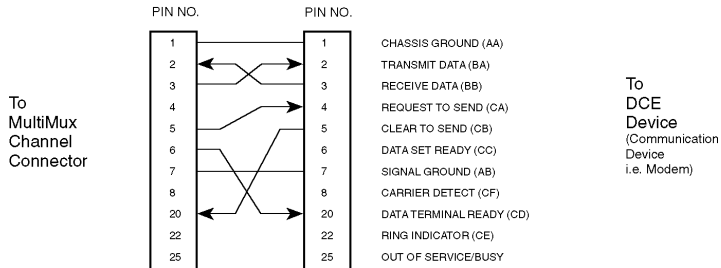 PIN NO. PIN NO.
1 1 CHASSIS GROUND (AA)
2 2 TRANSMIT DATA (BA)
3 3 RECEIVE DATA (BB)
4 4 REQUEST TO SEND (CA)
5 5 CLEAR TO SEND (CB)
6 6 DATA SET READY (CC)
7 7 SIGNAL GROUND (AB)
8 8 CARRIER DETECT (CF)
20 20 DATA TERMINAL READY (CD)
22 22 RING INDICATOR (CE)
25 25 OUT OF SERVICE/BUSY
To
MultiMux
Channel
Connector
To
DCE
Device
(Communication
Device
i.e. Modem)